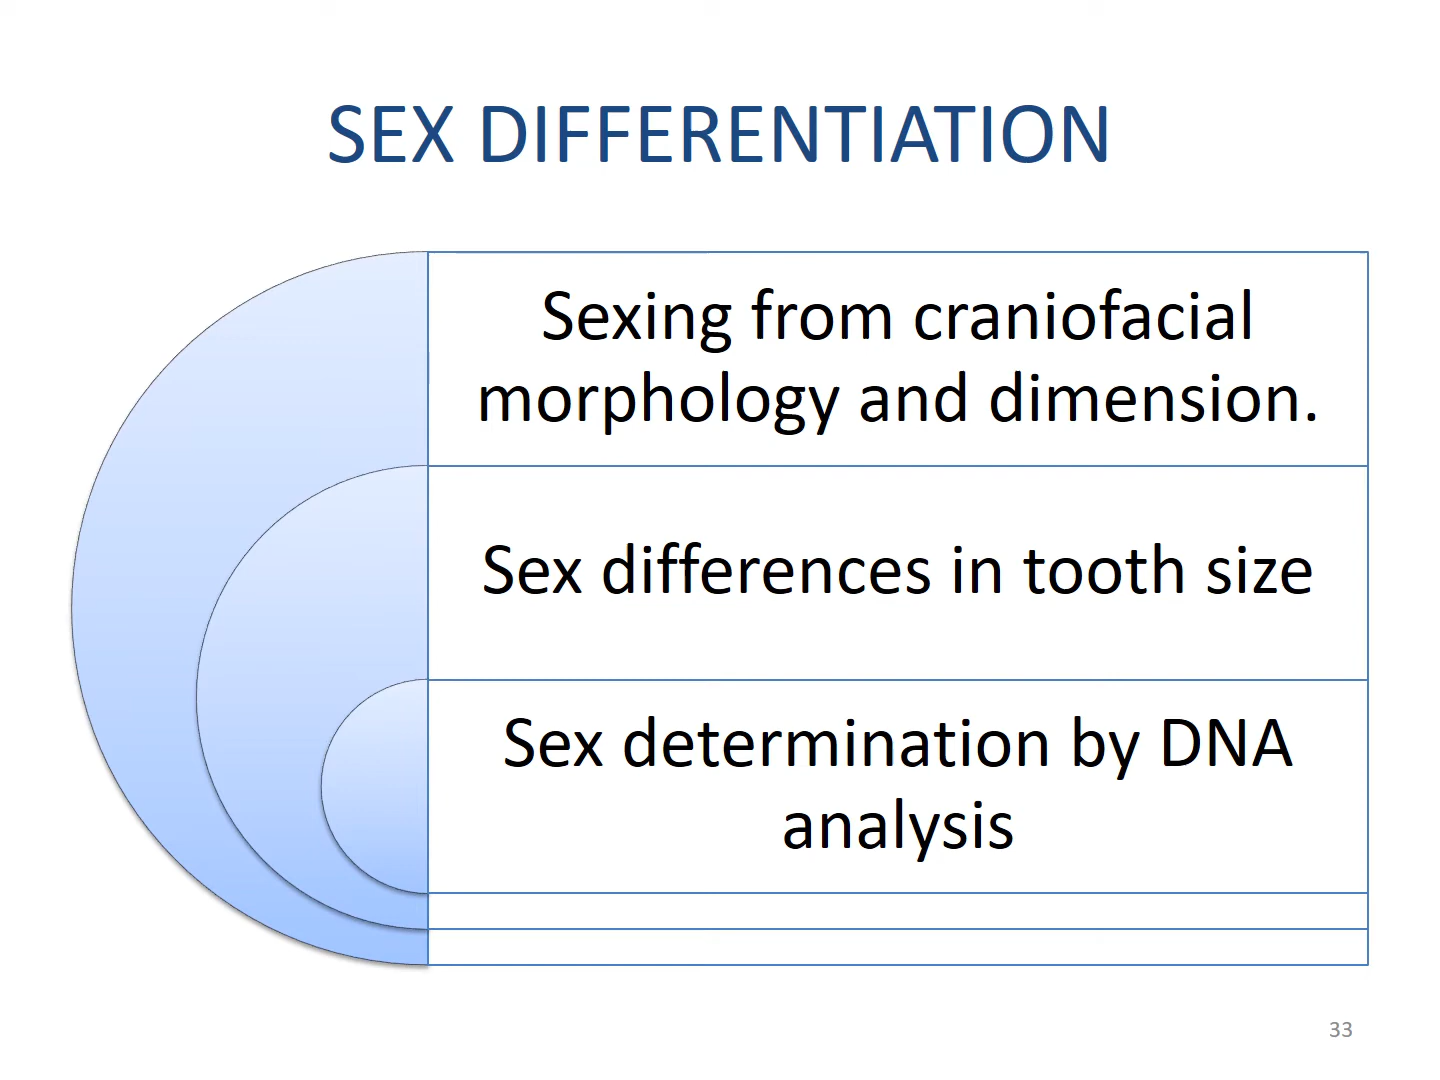 SEX DIFFERENTIATION
Sexing from craniofacial
morphology and dimension.
Sex differences in tooth size
Sex determination by DNA
analysis
33